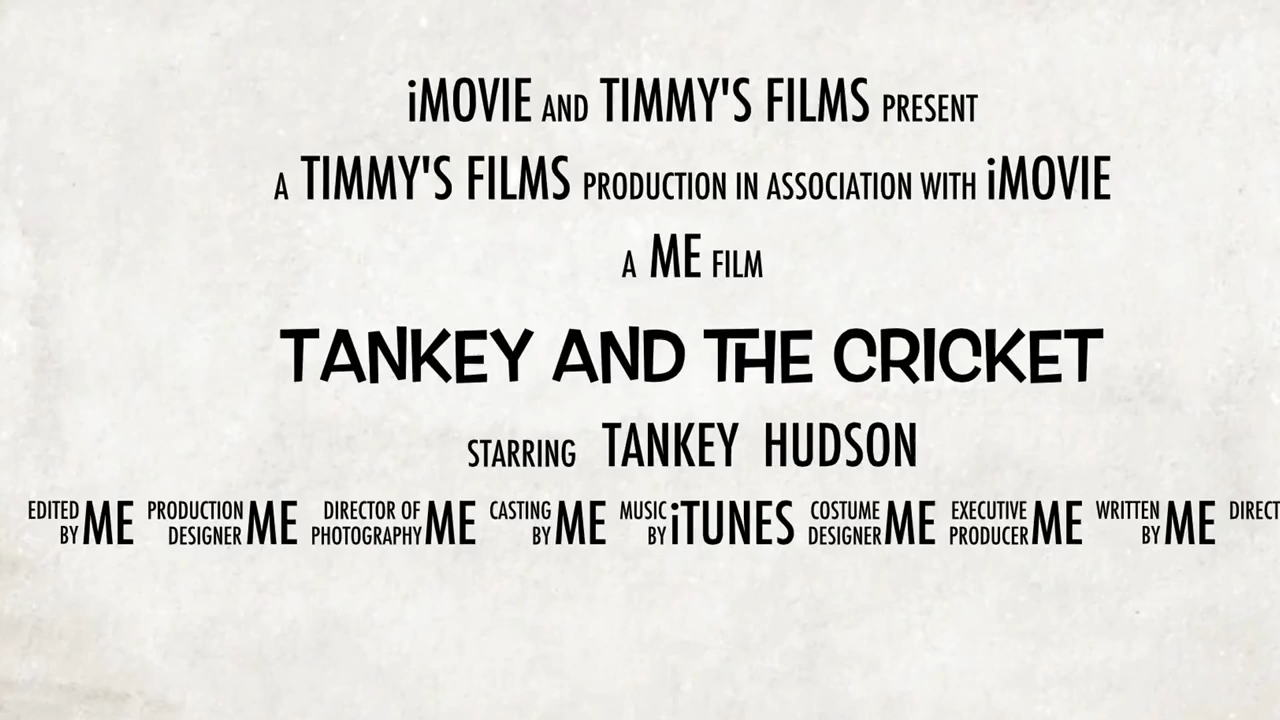 iMOVIE AND TIMMY'S FILMS PRESENT
A TIMMY'S FILMS PRODUCTION IN ASSOCIATION WITH iMOVIE
A ME FILM
TANKEY AND THE CRICKET
STARRING TANKEY HUDSON
EDITED BY ME PRODUCTION DESIGNER ME DIRECTOR OF PHOTOGRAPHY ME CASTING BY ME MUSIC BY iTUNES COSTUME DESIGNER ME EXECUTIVE PRODUCER ME WRITTEN BY ME DIRECT